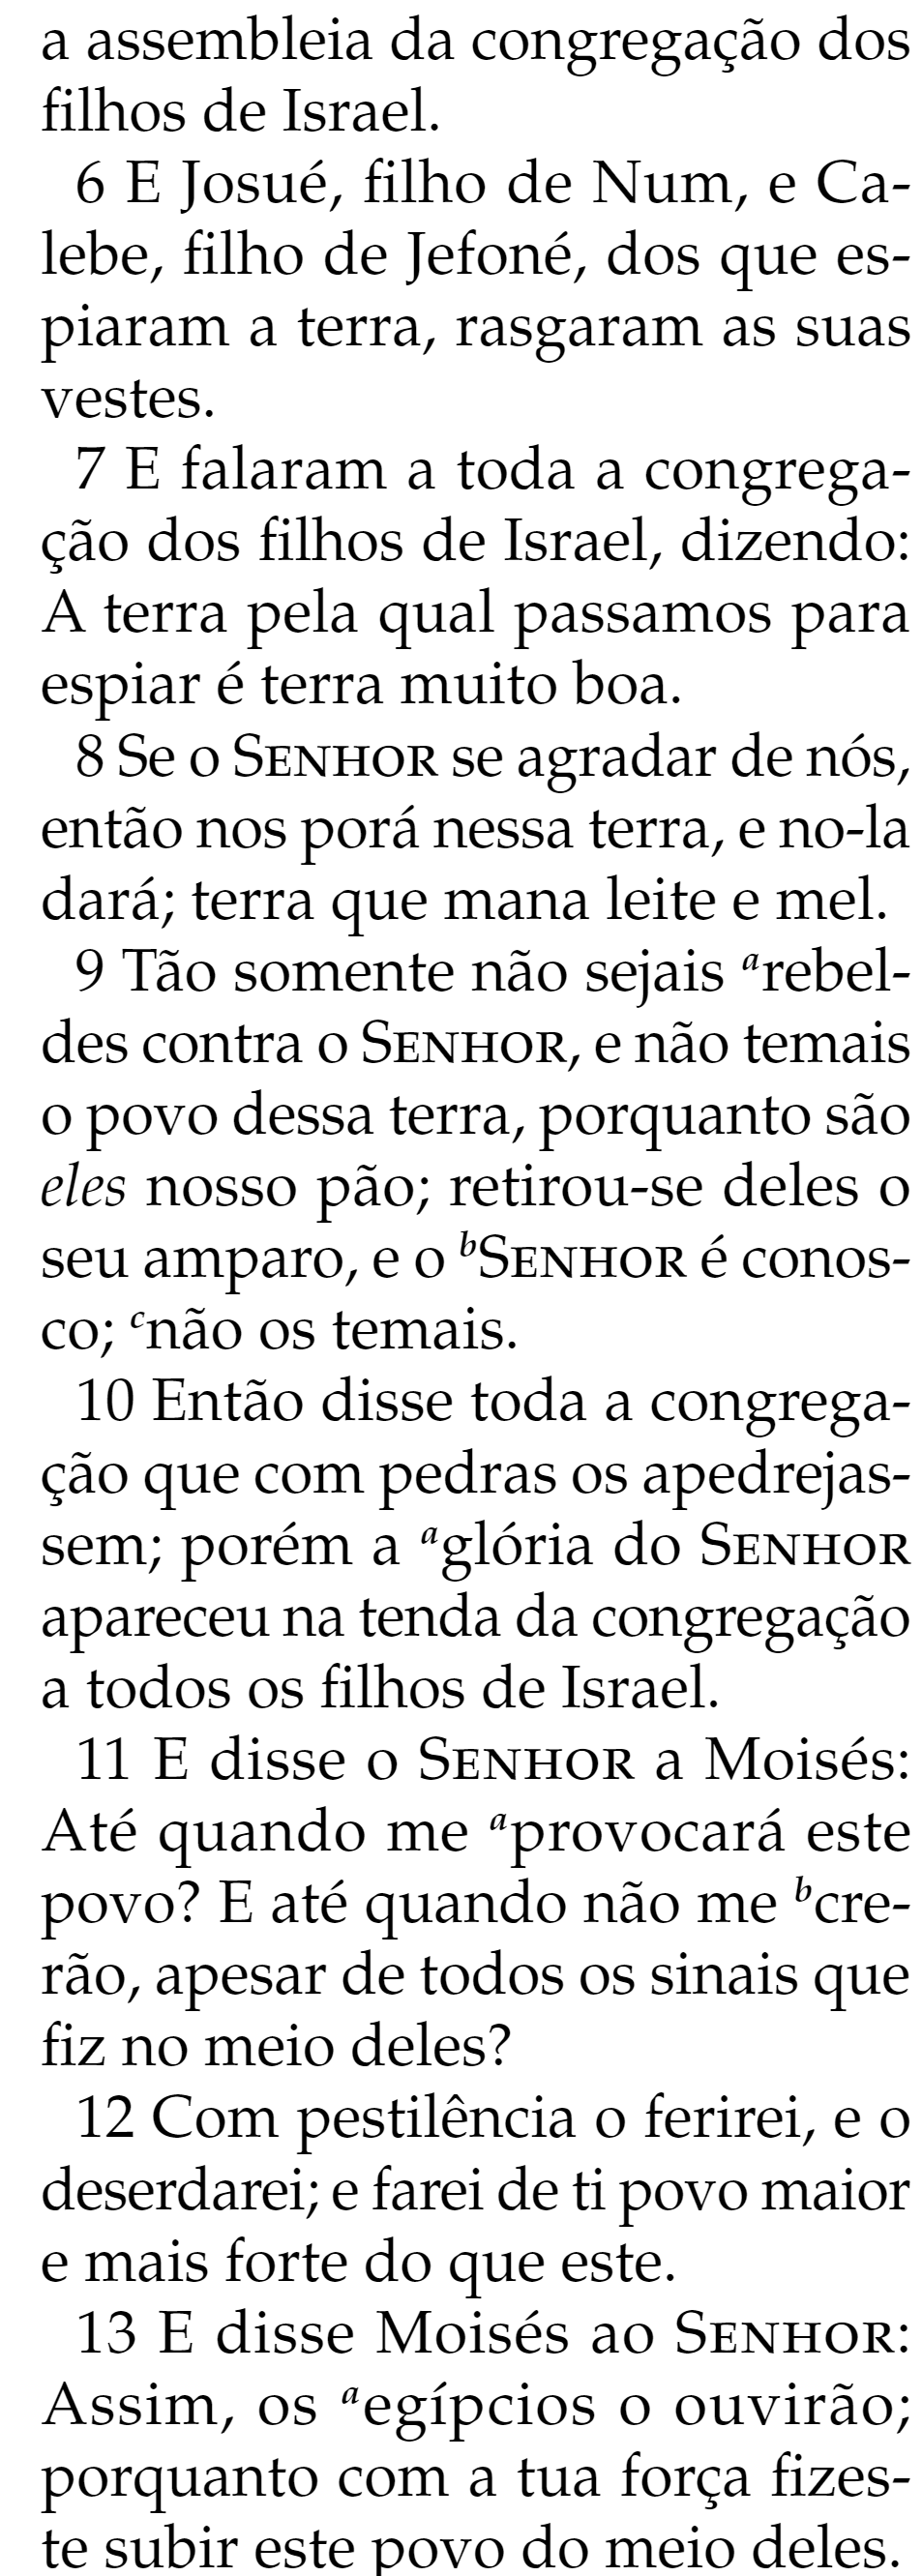 a assembleia da congregação dos
filhos de Israel.
6 E Josué, filho de Num, e Ca-
lebe, filho de Jefoné, dos que es-
piaram a terra, rasgaram as suas
vestes.
7 E falaram a toda a congrega-
ção dos filhos de Israel, dizendo:
A terra pela qual passamos para
espiar é terra muito boa.
8 Se o SENHOR se agradar de nós,
então nos porá nessa terra, e no-la
dará; terra que mana leite e mel.
9 Tão somente não sejais arebel-
des contra o SENHOR, e não temais
o povo dessa terra, porquanto são
eles nosso pão; retirou-se deles o
seu amparo, e o bSENHOR é conos-
co; cnão os temais.
10 Então disse toda a congrega-
ção que com pedras os apedrejas-
sem; porém a aglória do SENHOR
apareceu na tenda da congregação
a todos os filhos de Israel.
11 E disse o SENHOR a Moisés:
Até quando me aprovocará este
povo? E até quando não me bcre-
rão, apesar de todos os sinais que
fiz no meio deles?
12 Com pestilência o ferirei, e o
deserdarei; e farei de ti povo maior
e mais forte do que este.
13 E disse Moisés ao SENHOR:
Assim, os aegípcios o ouvirão;
porquanto com a tua força fizes-
te subir este povo do meio deles.